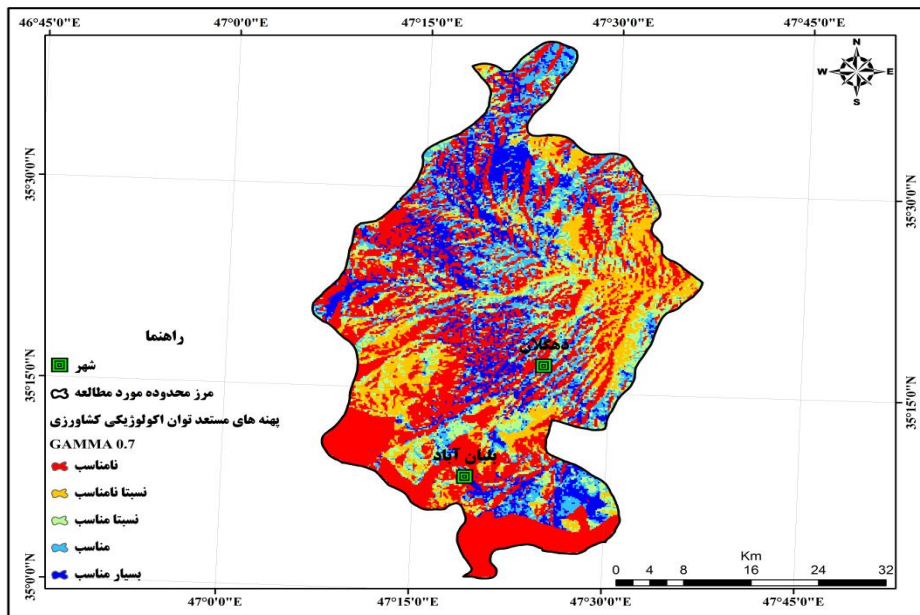 46°45'0"E 47°0'0"E 47°15'0"E 47°30'0"E 47°45'0"E
N
W E
S
35°30'0"N 35°30'0"N
دهگلان
راهنما
شهر
35°15'0"N 35°15'0"N
مرز محدوده مورد مطالعه
پهنه های مستعد توان اکولوژیکی کشاورزی
GAMMA 0.7
بلبان آباد
نامناسب
نسبتا نامناسب
نسبتا مناسب
مناسب
بسیار مناسب
Km
0 4 8 16 24 32
35°0'0"N 35°0'0"N
47°0'0"E 47°15'0"E 47°30'0"E 47°45'0"E